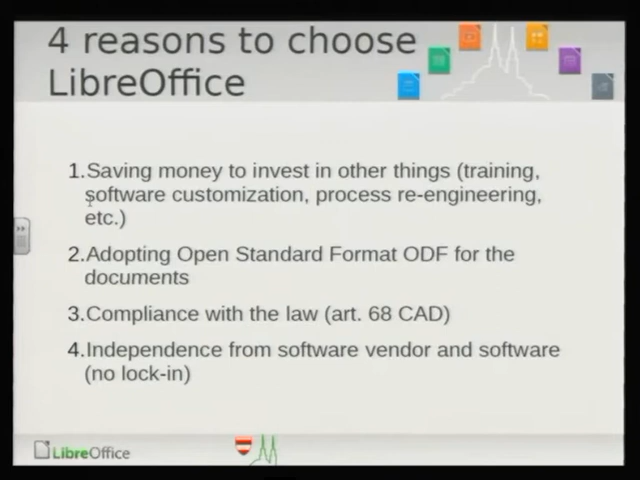 4 reasons to choose
LibreOffice
1.Saving money to invest in other things (training,
software customization, process re-engineering,
etc.)
2.Adopting Open Standard Format ODF for the
documents
3.Compliance with the law (art. 68 CAD)
4.Independence from software vendor and software
(no lock-in)
LibreOffice